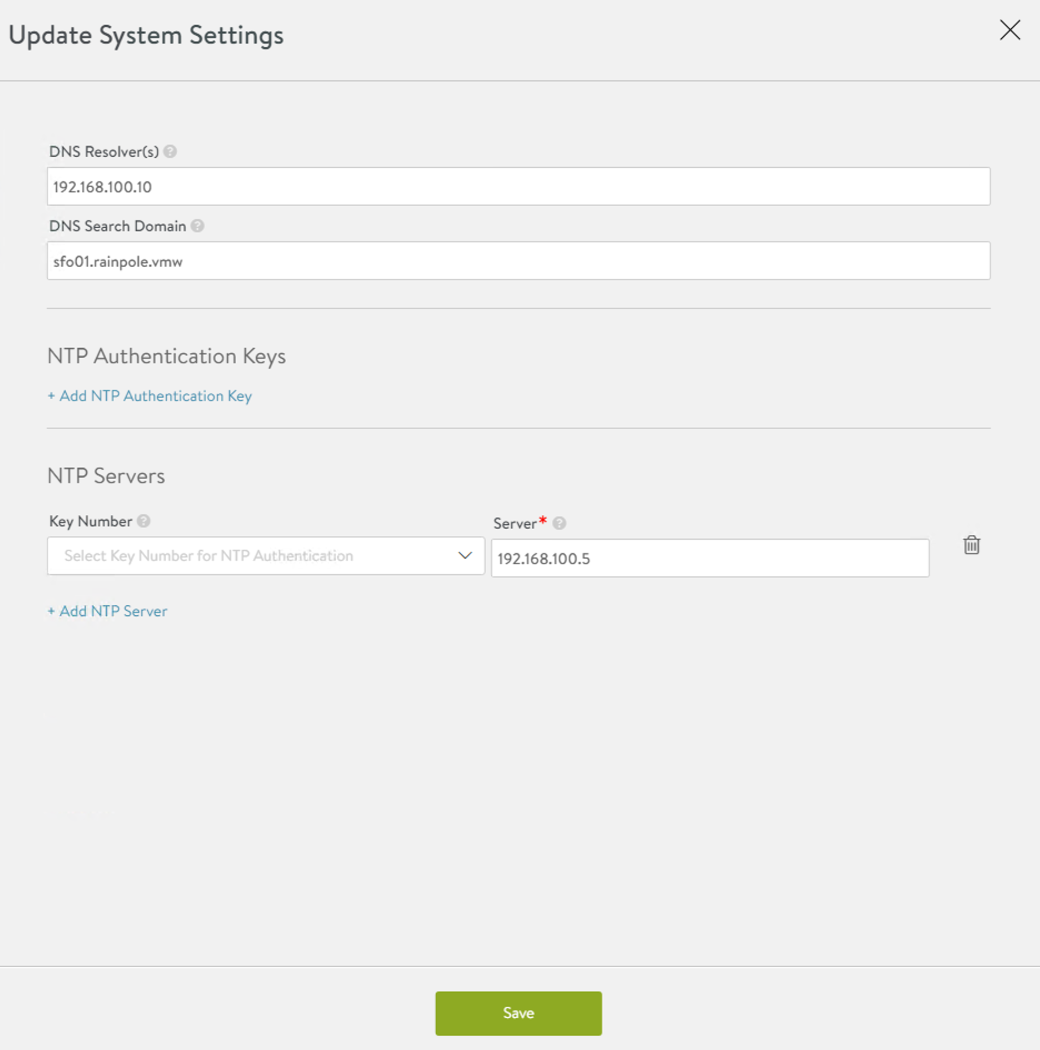 Update System Settings
DNS Resolver(s)
192.168.100.10
DNS Search Domain
sfo01.rainpole.vmw
NTP Authentication Keys
+ Add NTP Authentication Key
NTP Servers
Key Number
Server*
Select Key Number for NTP Authentication
192.168.100.5
+ Add NTP Server
Save